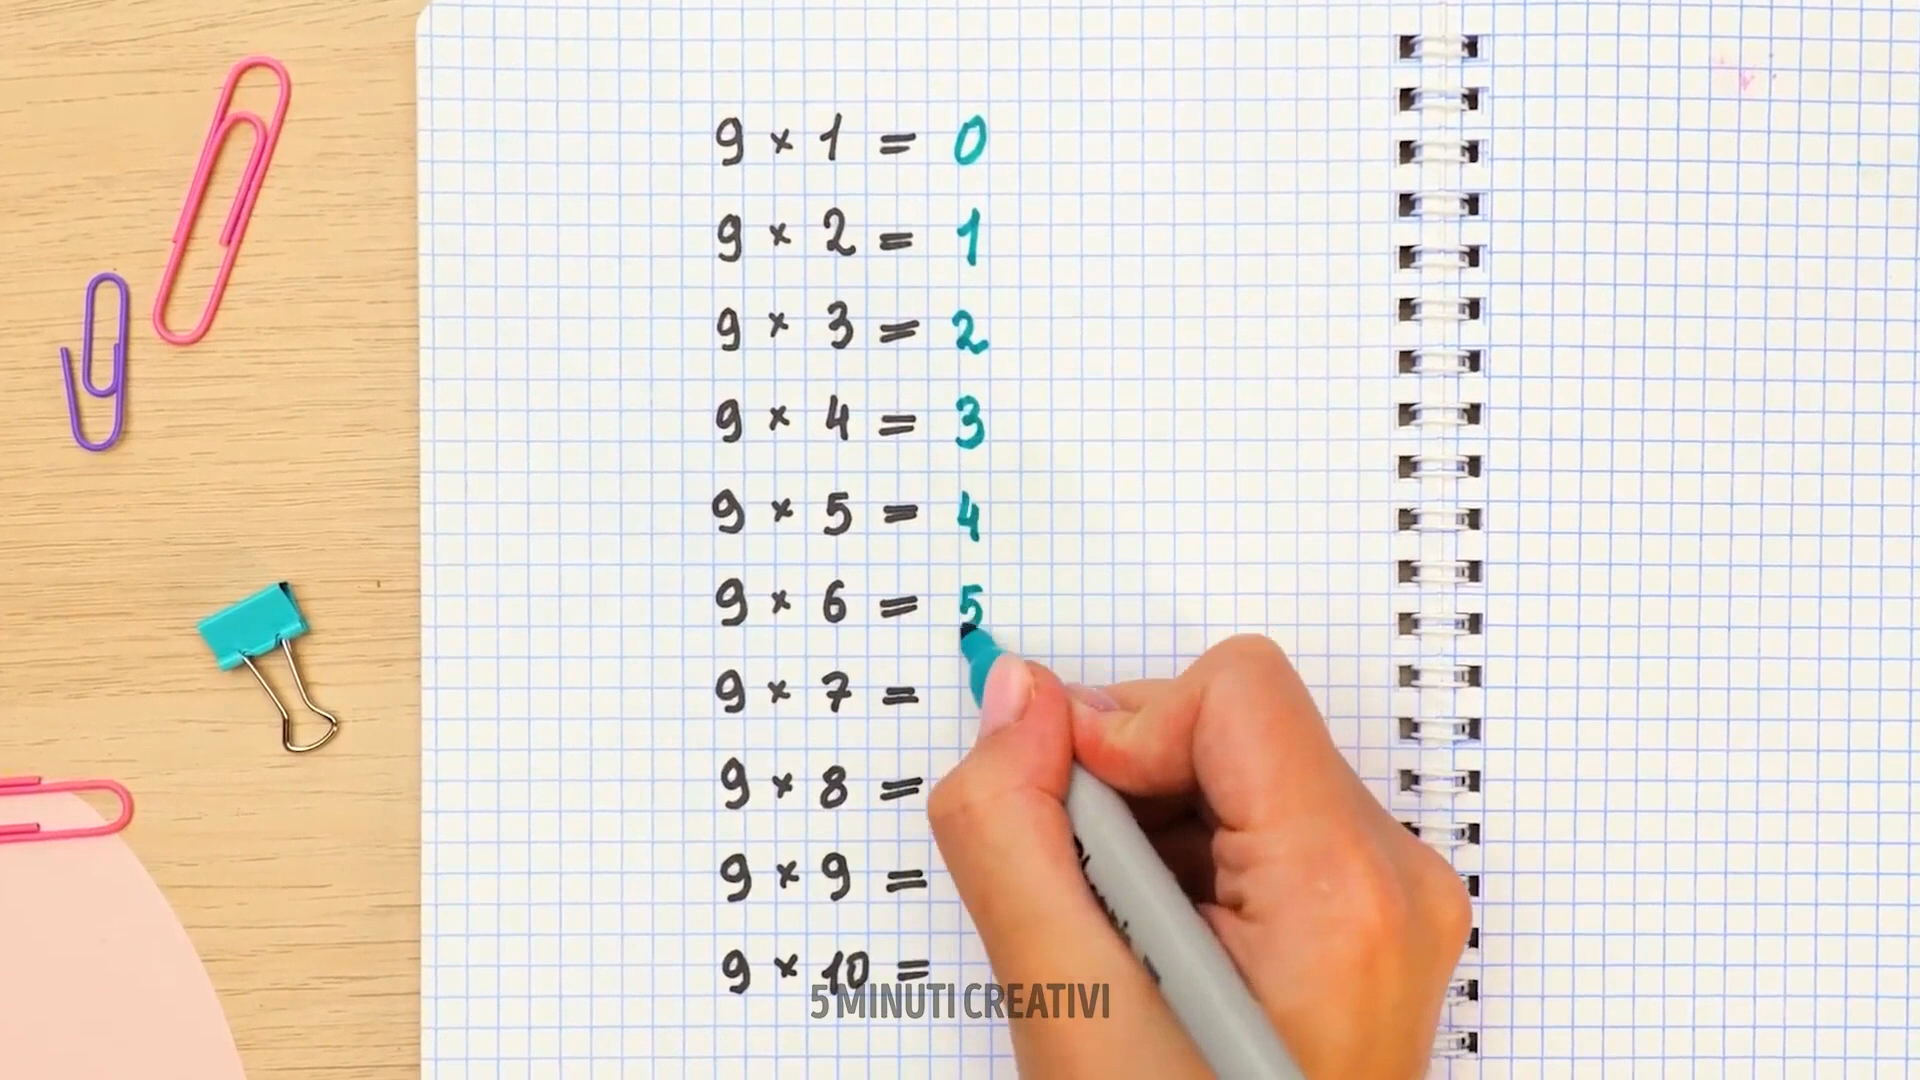 9 × 1 = 0
9 × 2 = 1
9 × 3 = 2
9 × 4 = 3
9 × 5 = 4
9 × 6 = 5
9 × 7 =
9 × 8 =
9 × 9 =
9 × 10 =
5 MINUTI CREATIVI